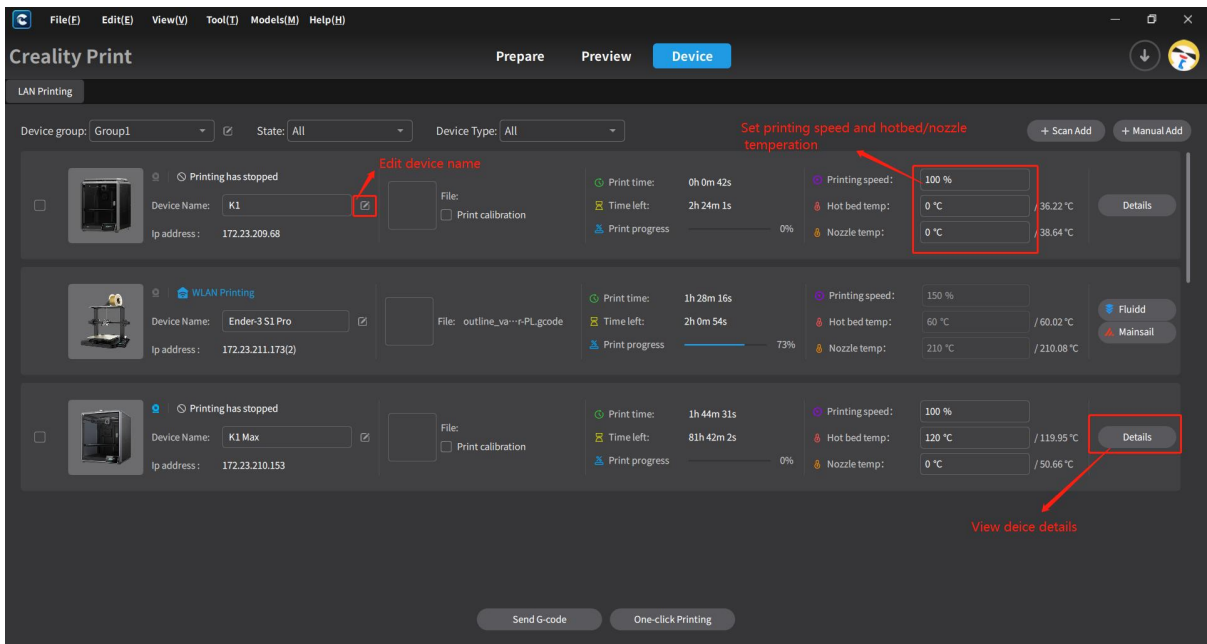 File(F) Edit(E) View(V) Tool(T) Models(M) Help(H)
Creality Print
Prepare Preview Device
LAN Printing
Device group: Group1 State: All Device Type: All + Scan Add + Manual Add
Set printing speed and hotbed/nozzle
temperation
Edit device name
Printing has stopped
Device Name: K1
Ip address : 172.23.209.68
File:
Print calibration
Print time: 0h 0m 42s
Time left: 2h 24m 1s
Print progress 0%
Printing speed: 100 %
Hot bed temp: 0 °C / 36.22 °C
Nozzle temp: 0 °C / 38.64 °C
Details
WLAN Printing
Device Name: Ender-3 S1 Pro
Ip address : 172.23.211.173(2)
File: outline_va···r-PL.gcode
Print time: 1h 28m 16s
Time left: 2h 0m 54s
Print progress 73%
Printing speed: 150 %
Hot bed temp: 60 °C / 60.02 °C
Nozzle temp: 210 °C / 210.08 °C
Fluidd
Mainsail
Printing has stopped
Device Name: K1 Max
Ip address : 172.23.210.153
File:
Print calibration
Print time: 1h 44m 31s
Time left: 81h 42m 2s
Print progress 0%
Printing speed: 100 %
Hot bed temp: 120 °C / 119.95 °C
Nozzle temp: 0 °C / 50.66 °C
Details
View deice details
Send G-code One-click Printing